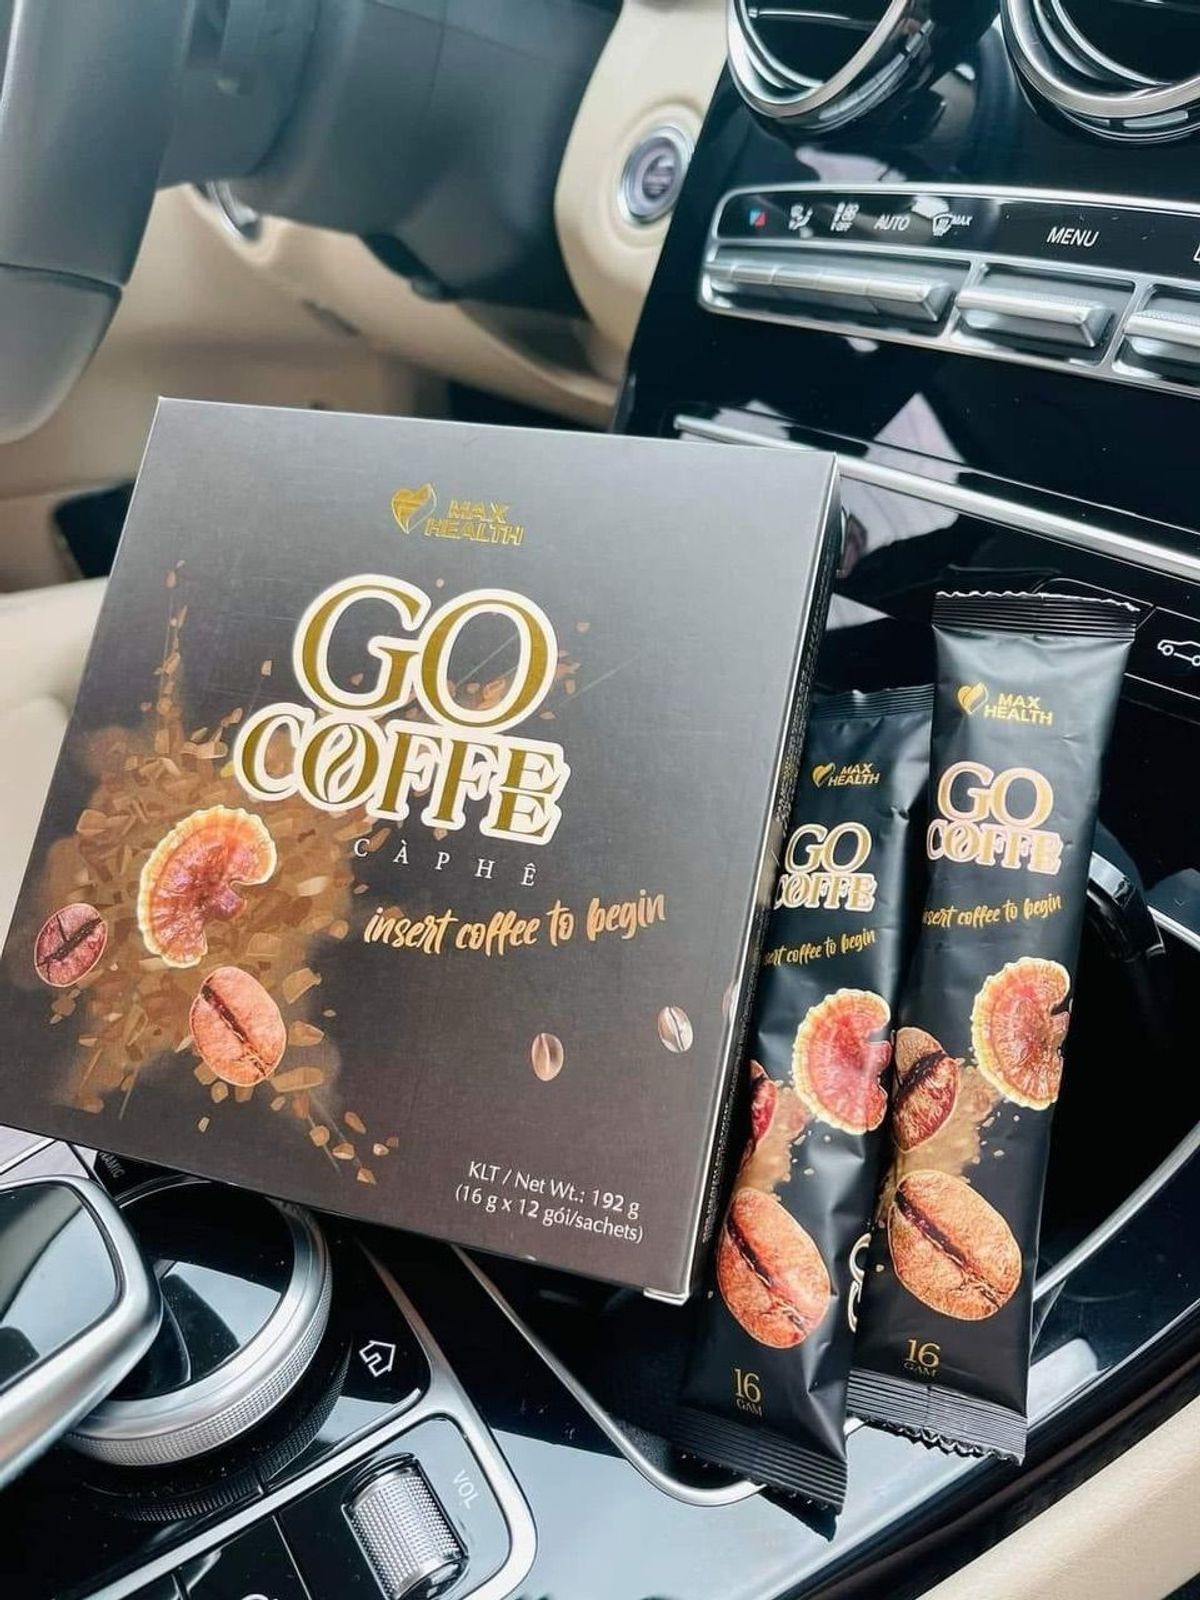 AUTO
MAX
MENU
MAX
HEALTH
GO
COFFE
CÀPHÊ
insert coffee to begin
KLT / Net Wt.: 192 g
(16 g x 12 gói/sachets)
MAX
HEALTH
GO
COFFE
insert coffee to begin
16
GAM
MAX
HEALTH
GO
COFFE
coffee to begin
16
GAM
VOL